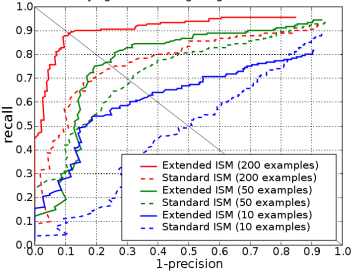 1.0
0.9
0.8
0.7
0.6
0.5
0.4
0.3
0.2
0.1
0.0
recall
Extended ISM (200 examples)
Standard ISM (200 examples)
Extended ISM (50 examples)
Standard ISM (50 examples)
Extended ISM (10 examples)
Standard ISM (10 examples)
0.0 0.1 0.2 0.3 0.4 0.5 0.6 0.7 0.8 0.9 1.0
1-precision